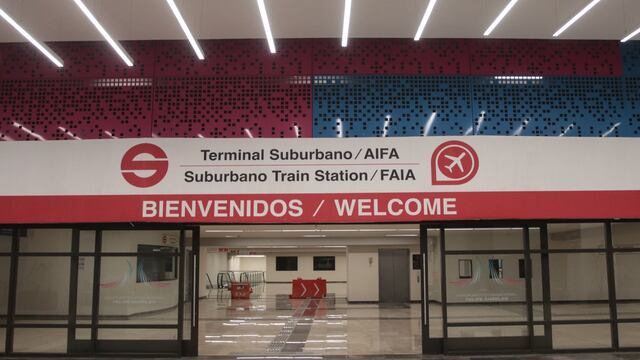 Terminal Suburbano/AIFA
Suburbano Train Station/FAIA
BIENVENIDOS / WELCOME